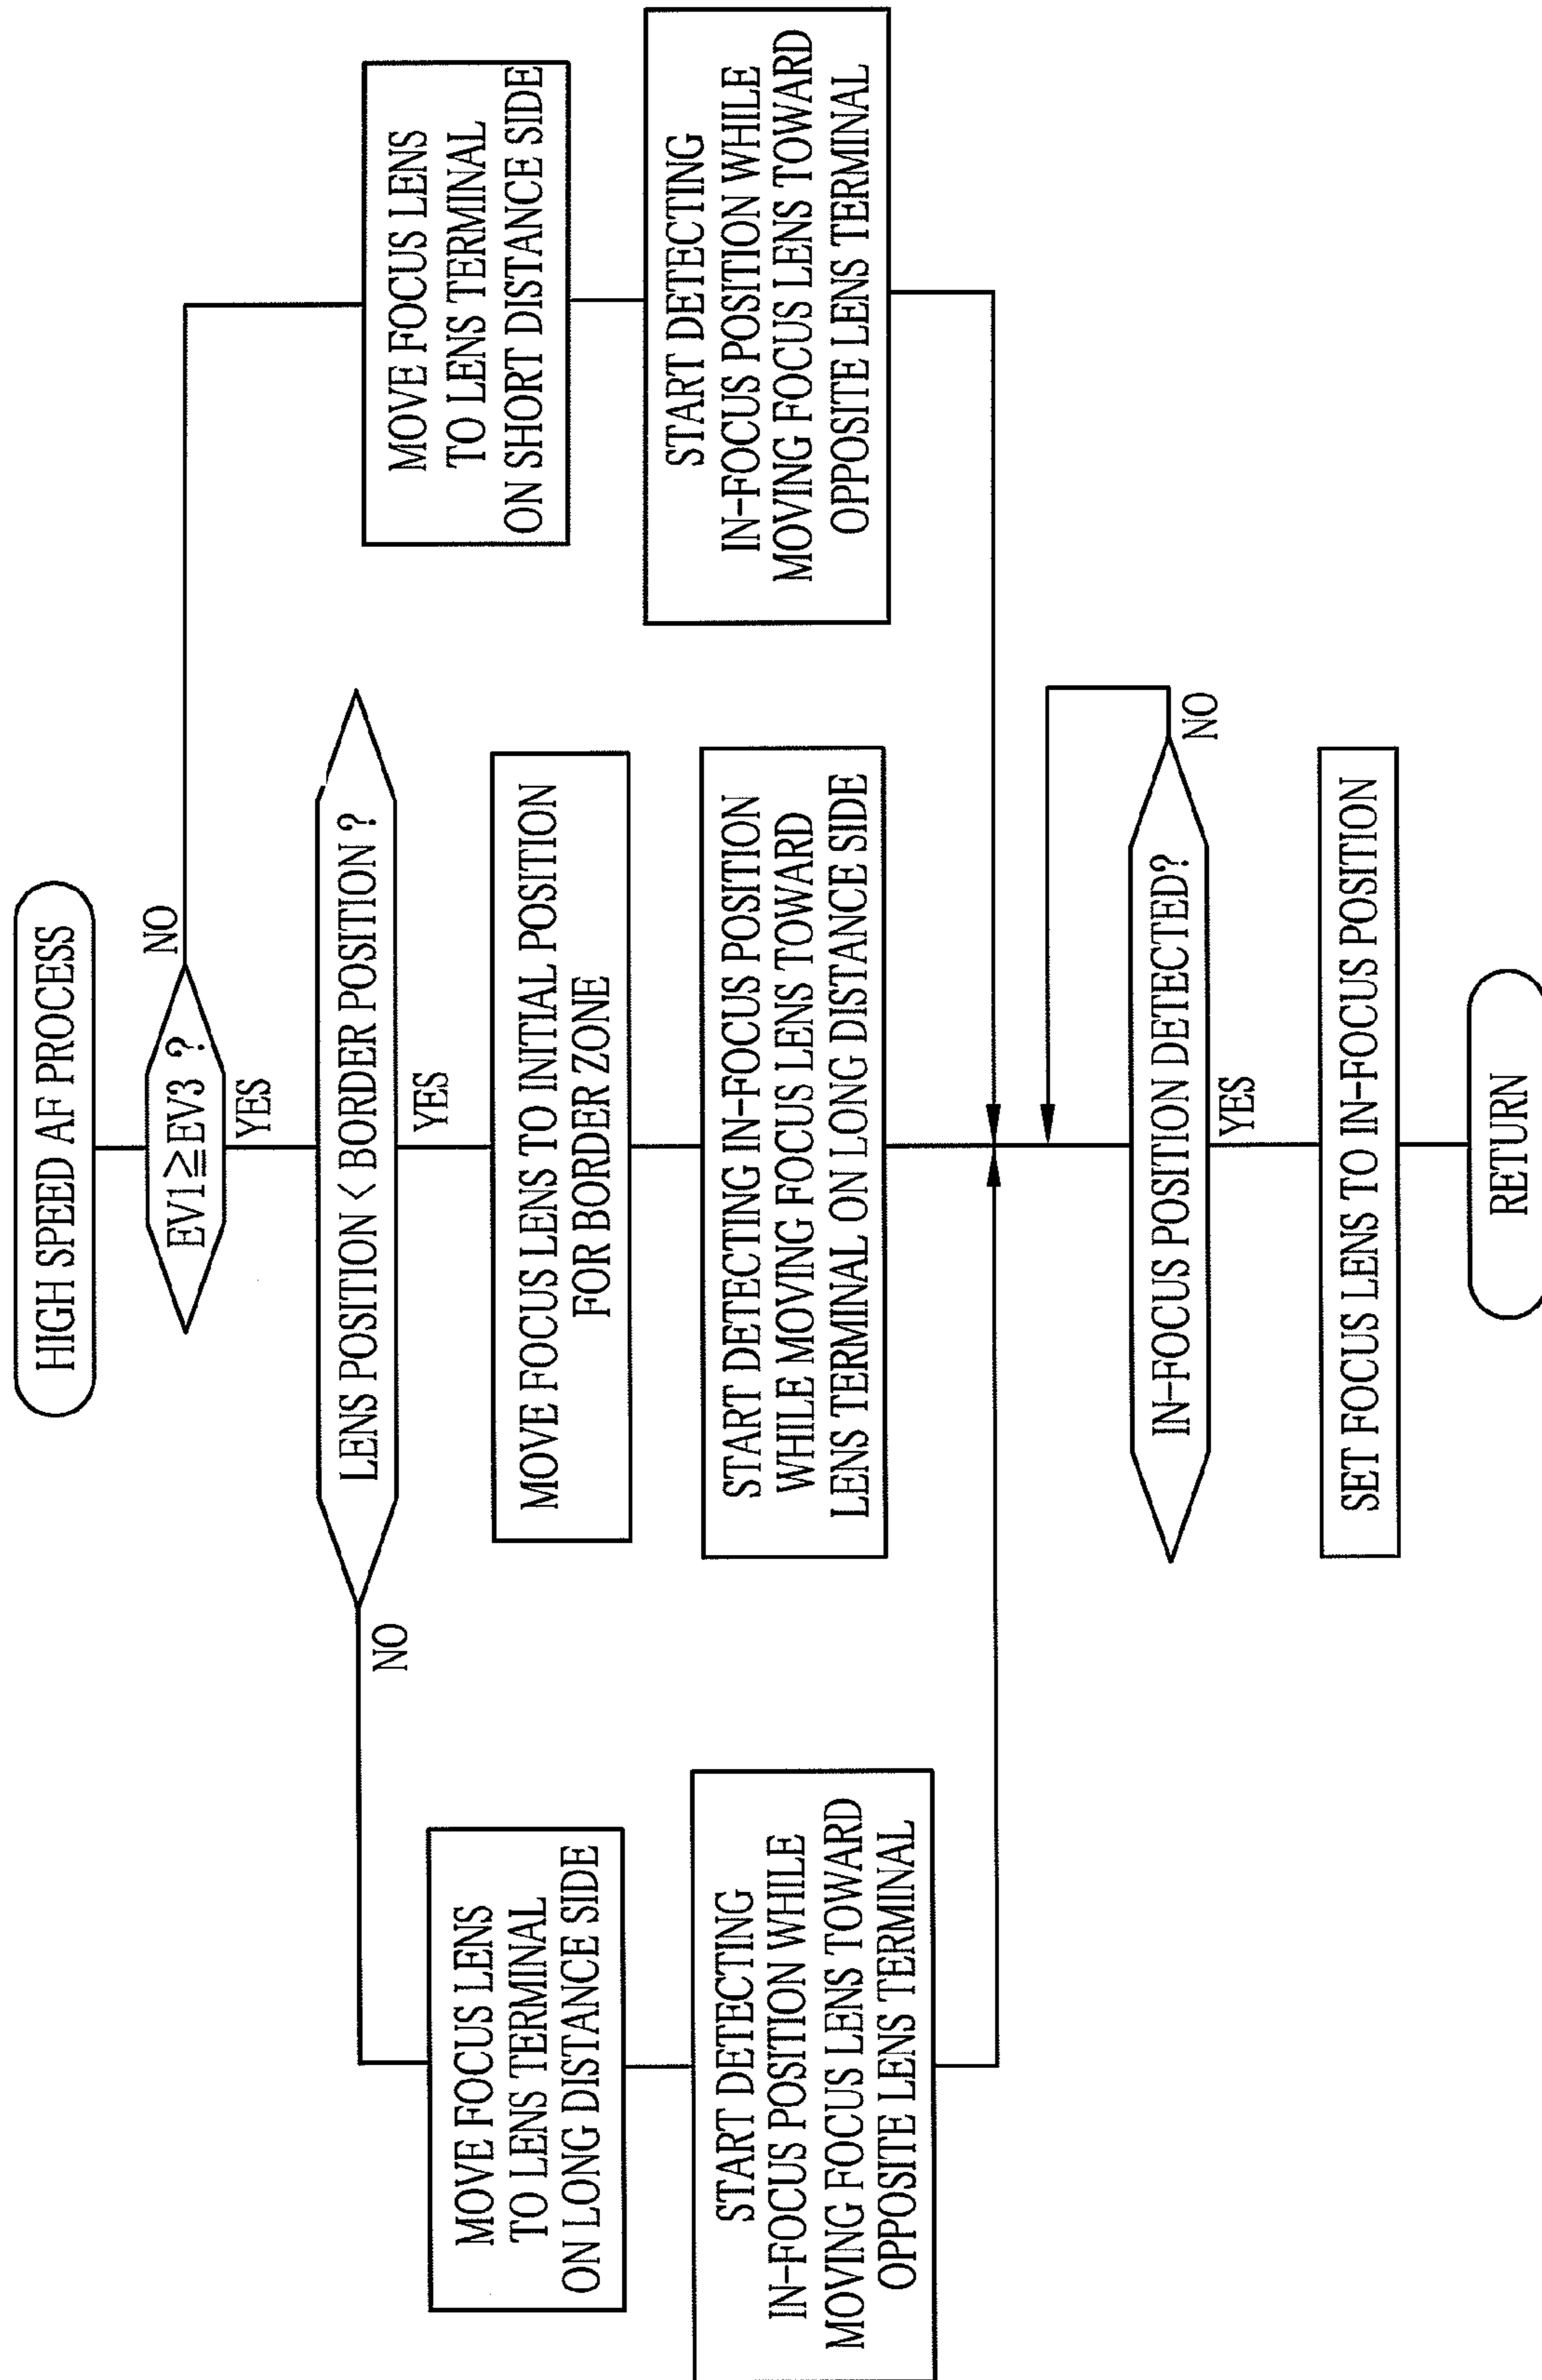 HIGH SPEED AF PROCESS
EV1≧EV3 ?
NO
YES
LENS POSITION < BORDER POSITION ?
NO
YES
MOVE FOCUS LENS
TO LENS TERMINAL
ON LONG DISTANCE SIDE
START DETECTING
IN-FOCUS POSITION WHILE
MOVING FOCUS LENS TOWARD
OPPOSITE LENS TERMINAL
MOVE FOCUS LENS TO INITIAL POSITION
FOR BORDER ZONE
START DETECTING IN-FOCUS POSITION
WHILE MOVING FOCUS LENS TOWARD
LENS TERMINAL ON LONG DISTANCE SIDE
MOVE FOCUS LENS
TO LENS TERMINAL
ON SHORT DISTANCE SIDE
START DETECTING
IN-FOCUS POSITION WHILE
MOVING FOCUS LENS TOWARD
OPPOSITE LENS TERMINAL
IN-FOCUS POSITION DETECTED?
NO
YES
SET FOCUS LENS TO IN-FOCUS POSITION
RETURN